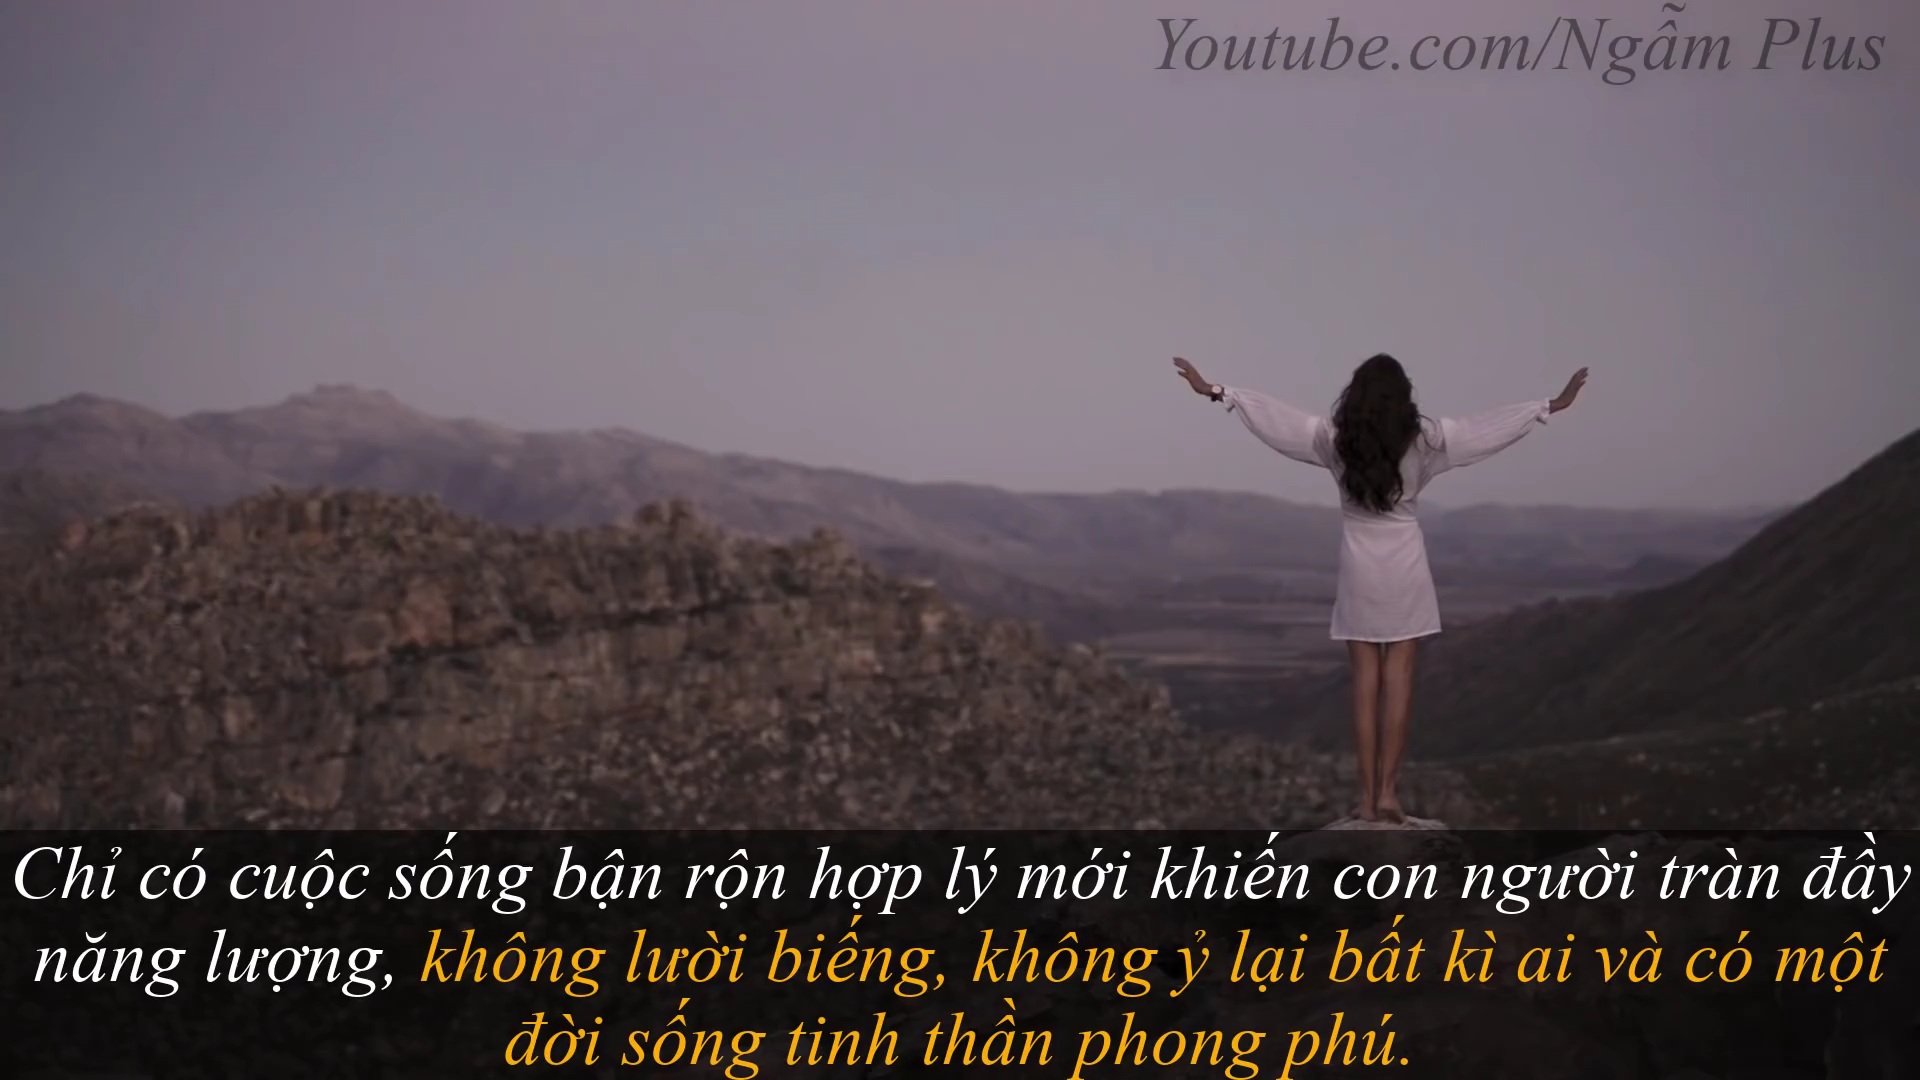 Youtube.com/Ngẫm Plus
Chỉ có cuộc sống bận rộn hợp lý mới khiến con người tràn đầy
năng lượng, không lười biếng, không ỷ lại bất kì ai và có một
đời sống tinh thần phong phú.